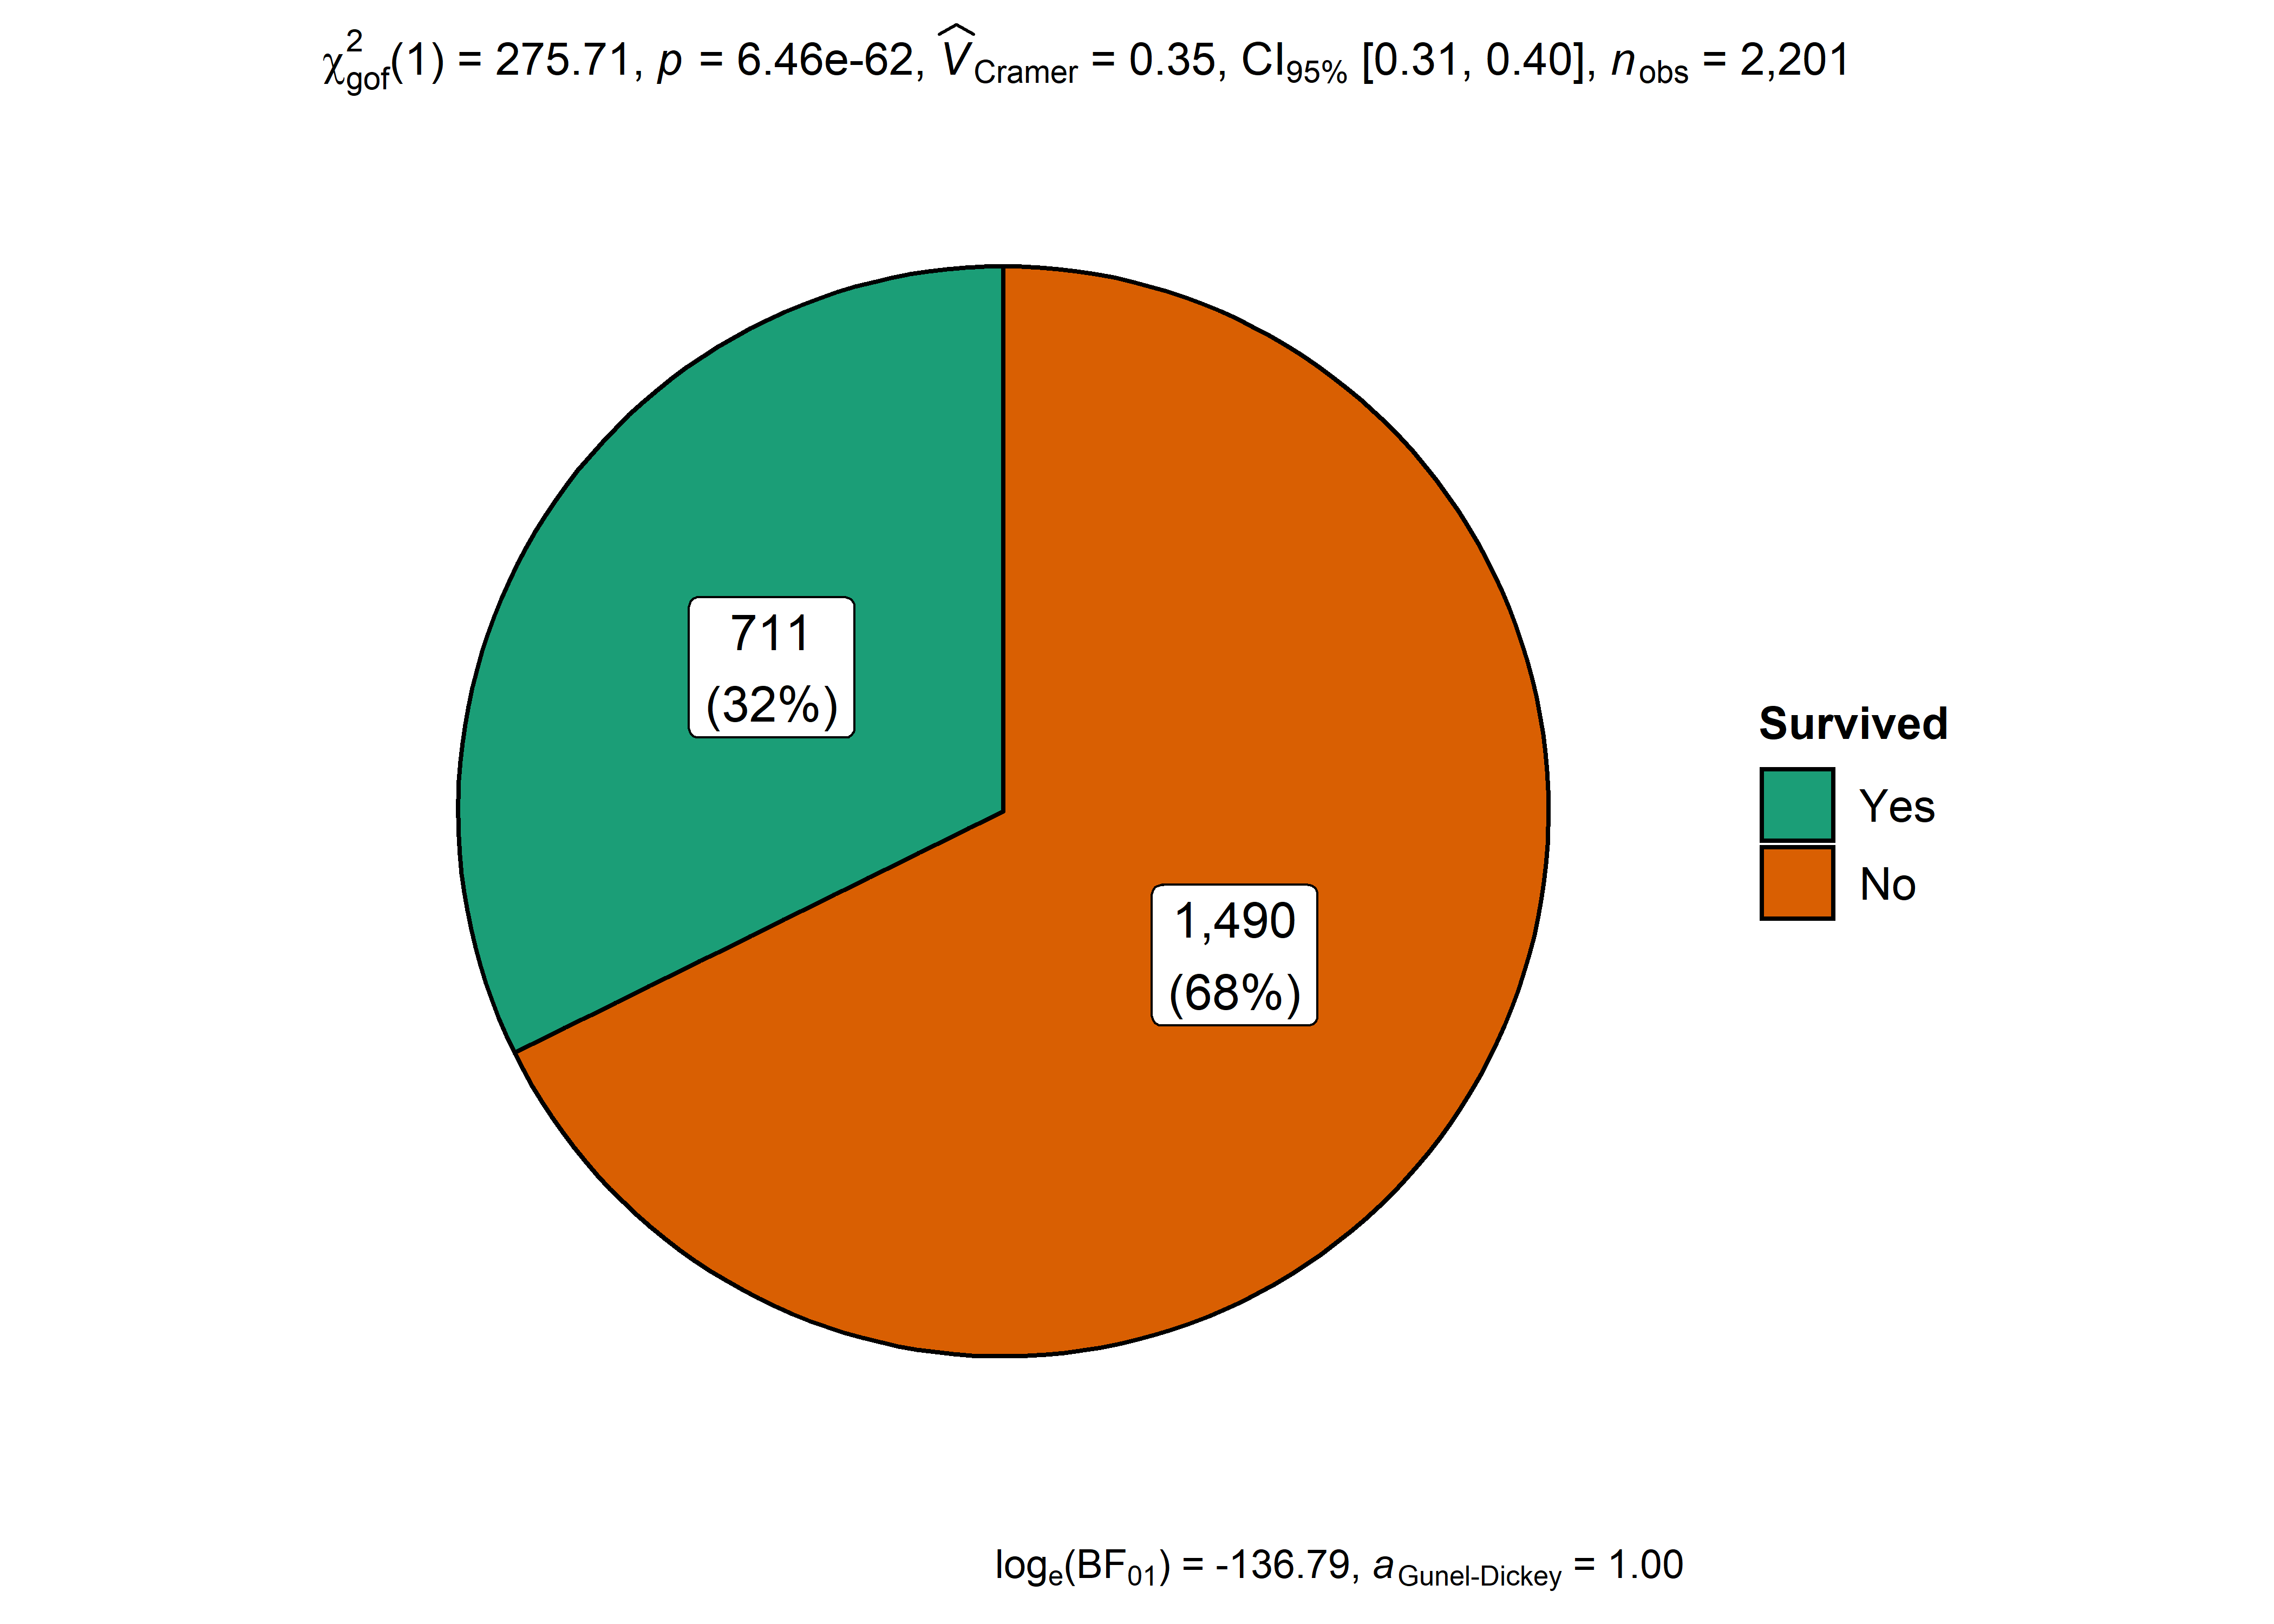 χ²gof(1) = 275.71, p = 6.46e-62, V̂Cramer = 0.35, CI95% [0.31, 0.40], nobs = 2,201
711
(32%)
1,490
(68%)
Survived
Yes
No
loge(BF01) = -136.79, aGunel-Dickey = 1.00